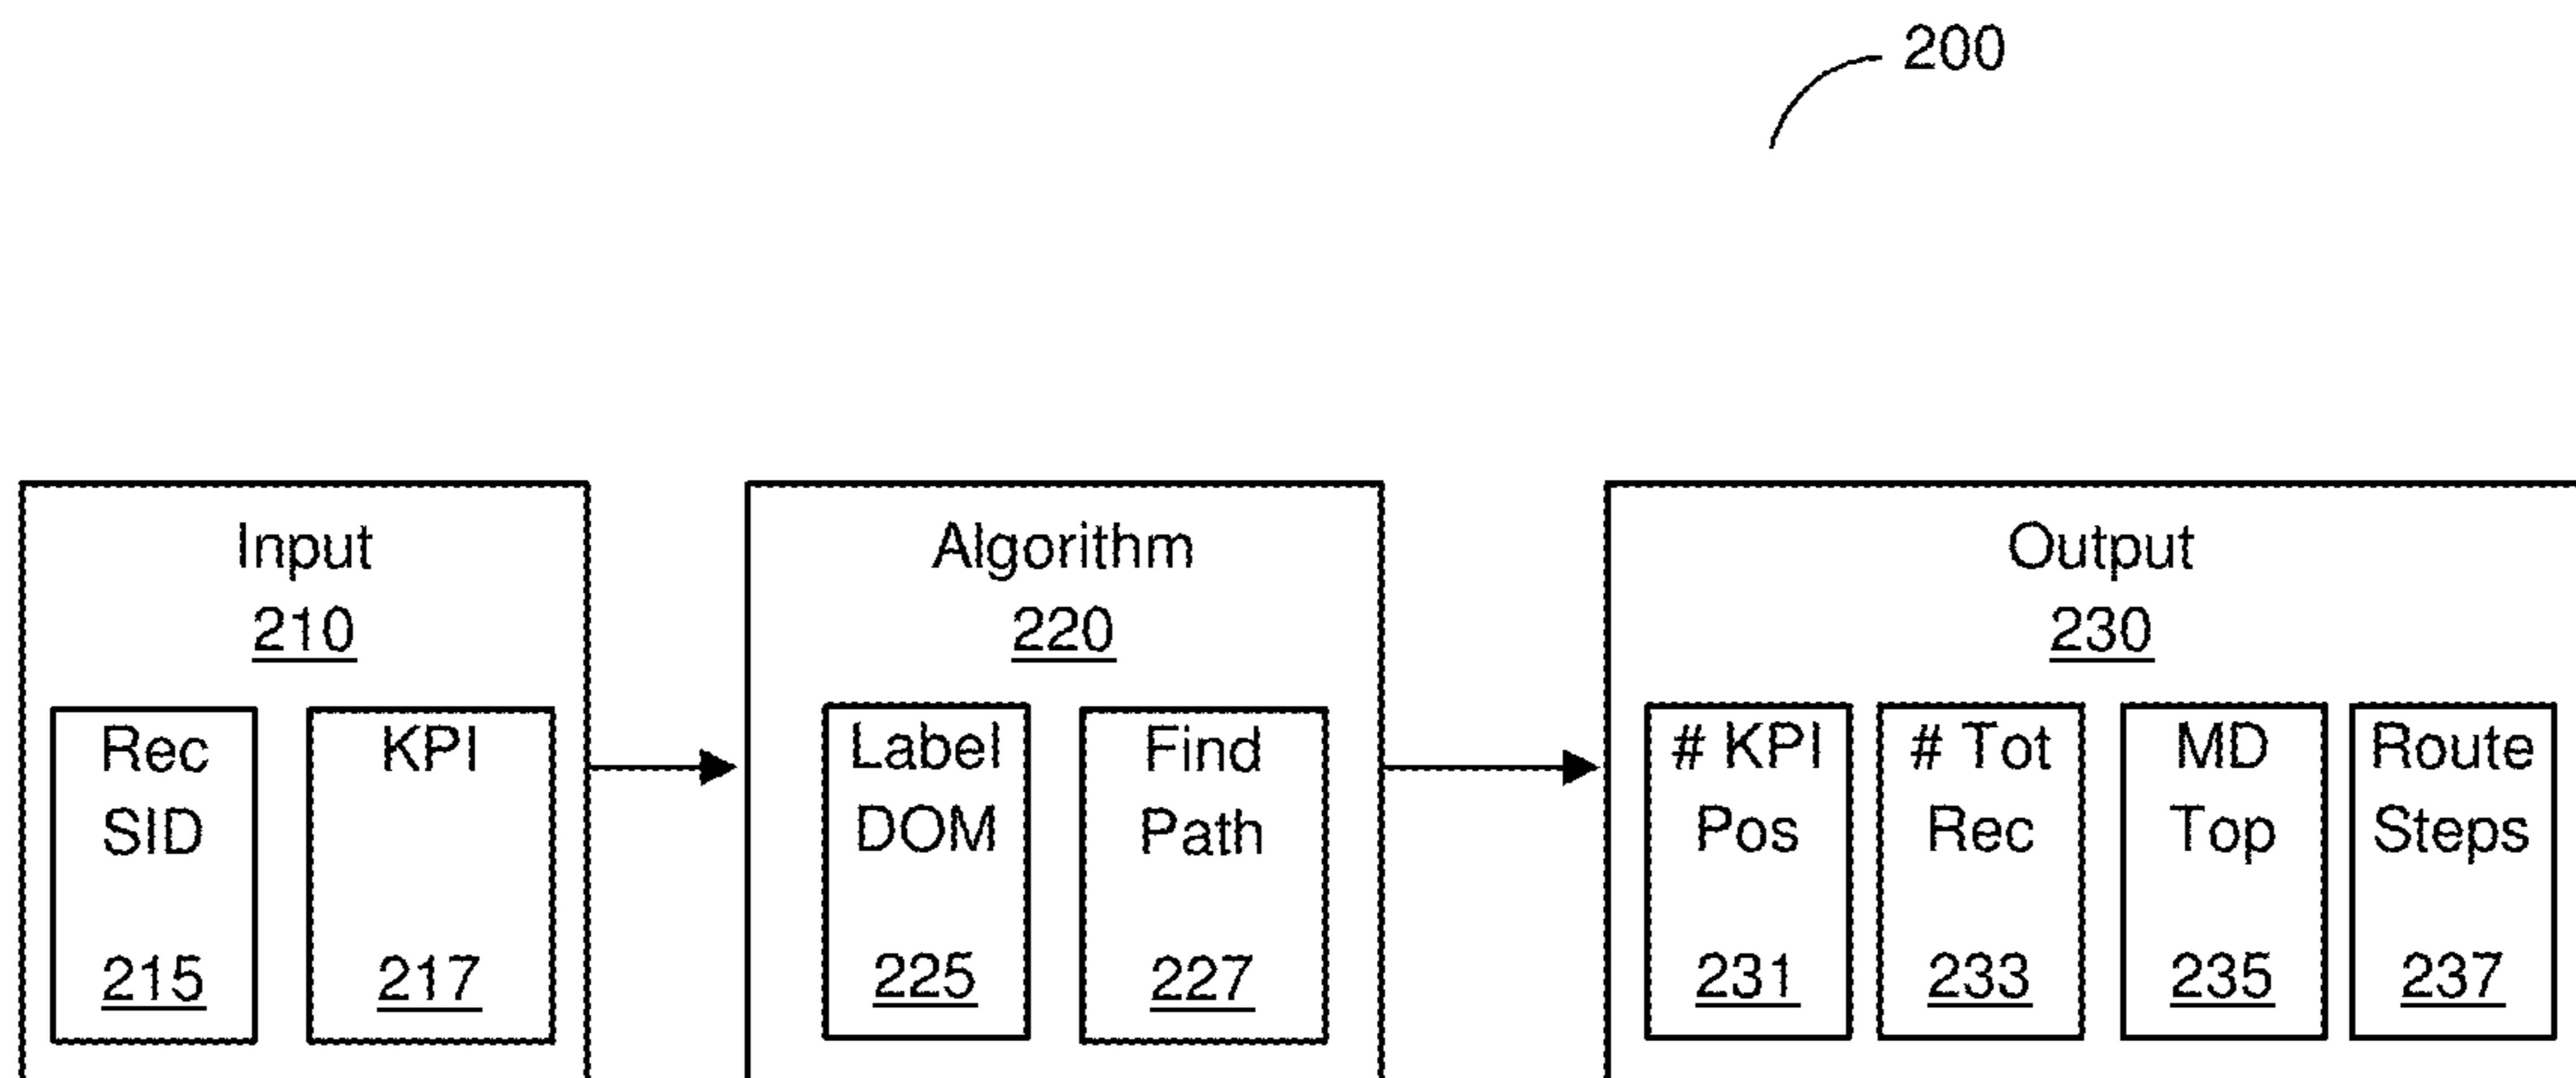 200
Input
210
Rec
SID
215
KPI
217
Algorithm
220
Label
DOM
225
Find
Path
227
Output
230
# KPI
Pos
231
# Tot
Rec
233
MD
Top
235
Route
Steps
237